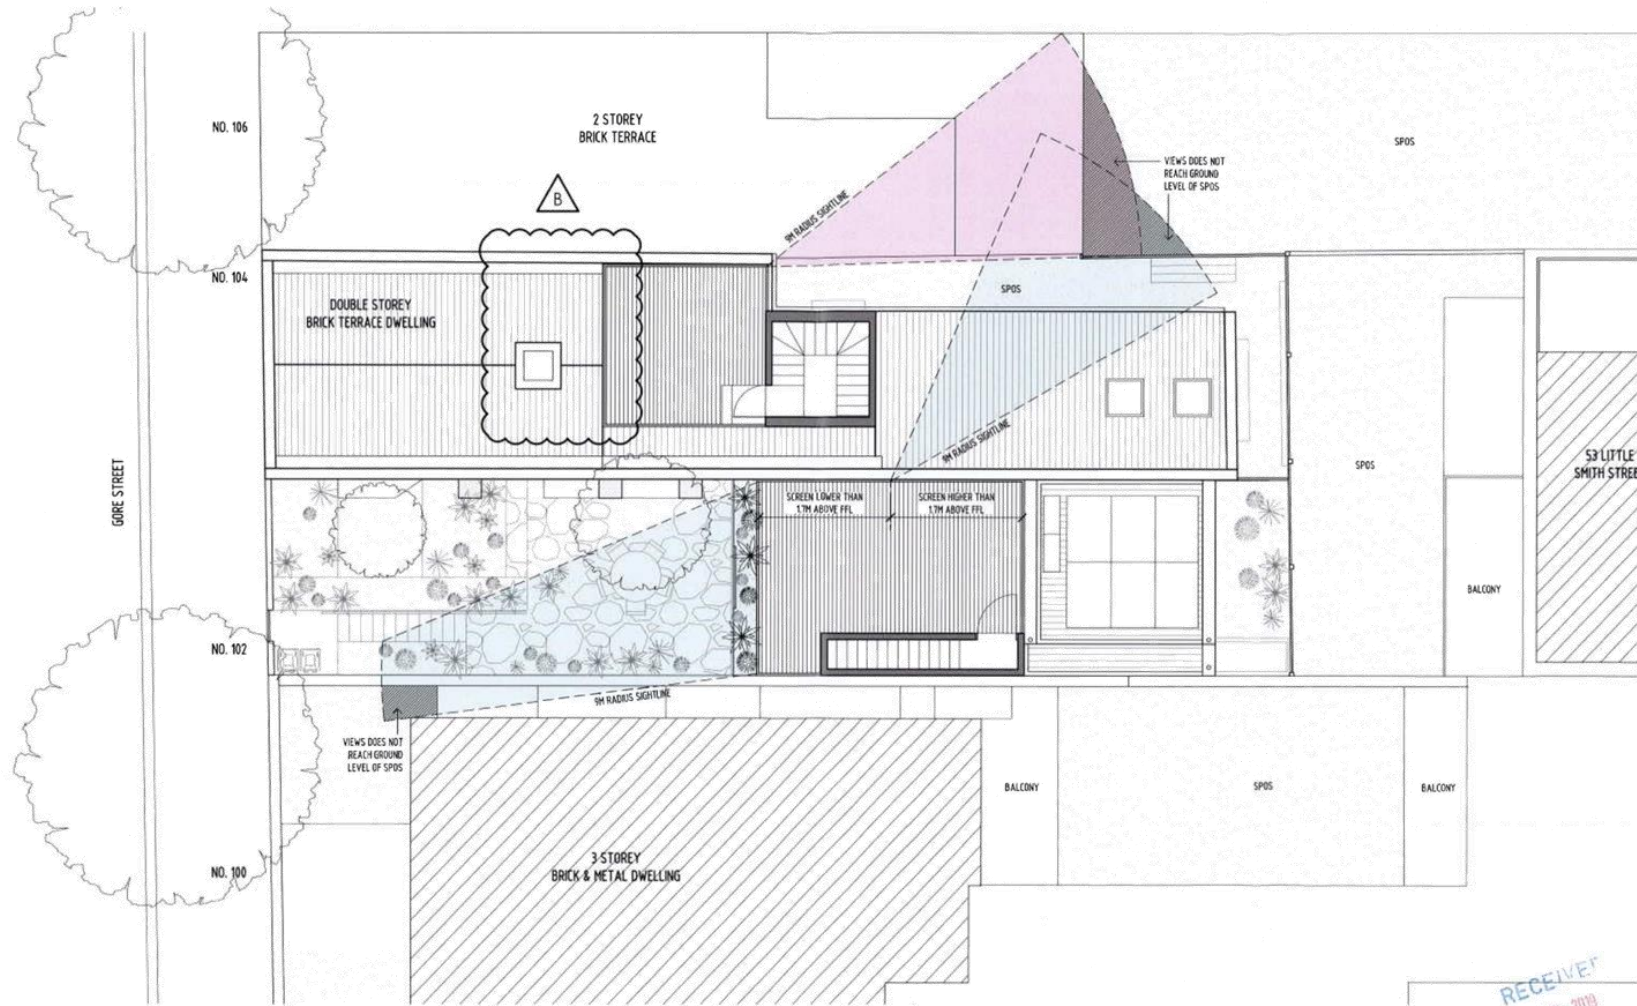 NO. 106
2 STOREY
BRICK TERRACE
SPOS
VIEWS DOES NOT
REACH GROUND
LEVEL OF SPOS
B
9M RADIUS SIGHTLINE
NO. 104
DOUBLE STOREY
BRICK TERRACE DWELLING
SPOS
9M RADIUS SIGHTLINE
GORE STREET
SCREEN LOWER THAN
1.7M ABOVE FFL
SCREEN HIGHER THAN
1.7M ABOVE FFL
SPOS
53 LITTLE
SMITH STREE
BALCONY
NO. 102
9M RADIUS SIGHTLINE
VIEWS DOES NOT
REACH GROUND
LEVEL OF SPOS
BALCONY
SPOS
BALCONY
3 STOREY
BRICK & METAL DWELLING
NO. 100
RECEIVE
2019